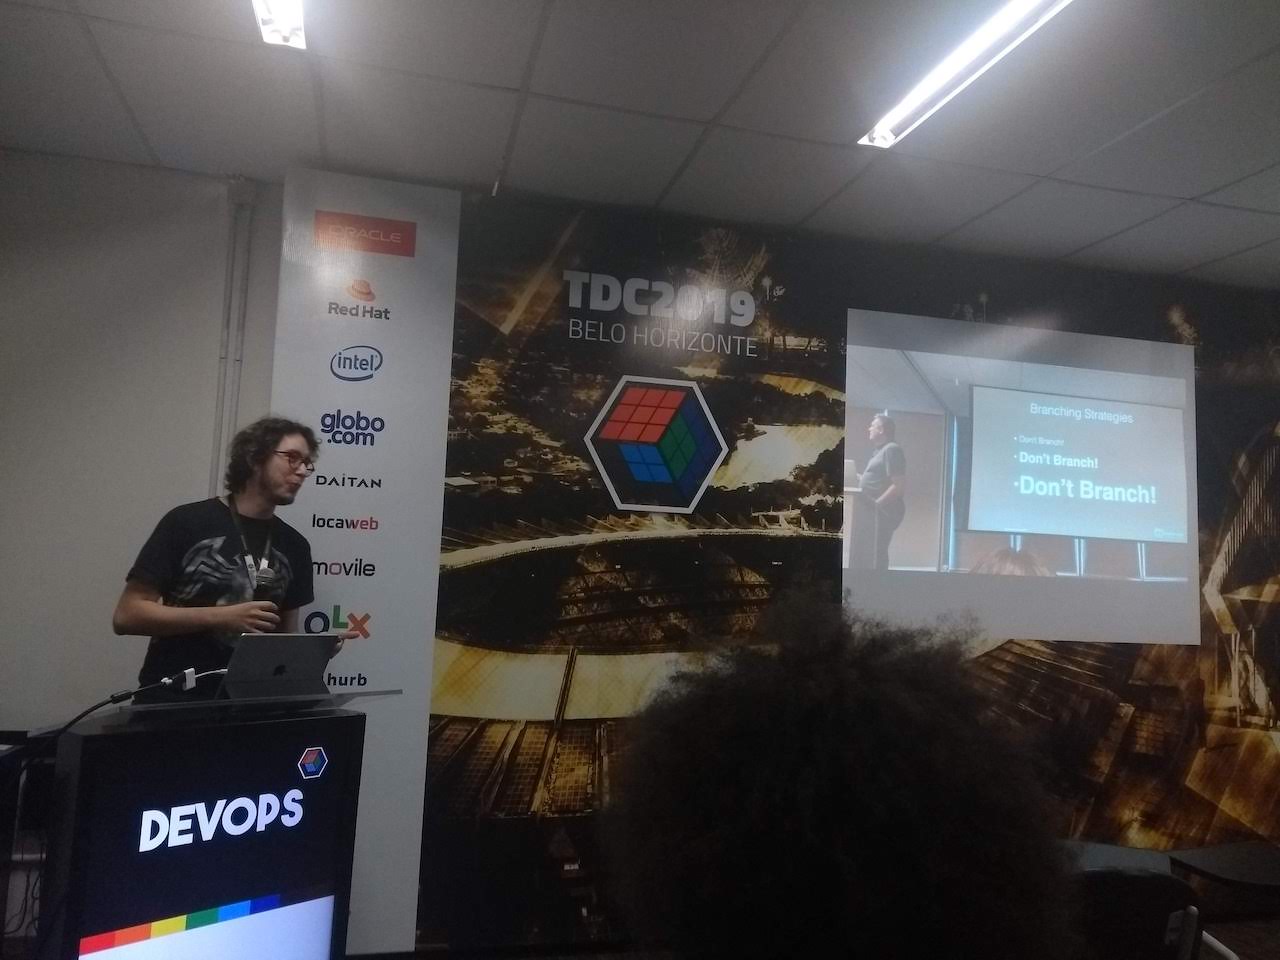 ORACLE
Red Hat
intel
globo
.com
DAITAN
locaweb
movile
OLX
hurb
TDC2019
BELO HORIZONTE
Branching Strategies
• Don't Branch!
• Don't Branch!
• Don't Branch!
DEVOPS